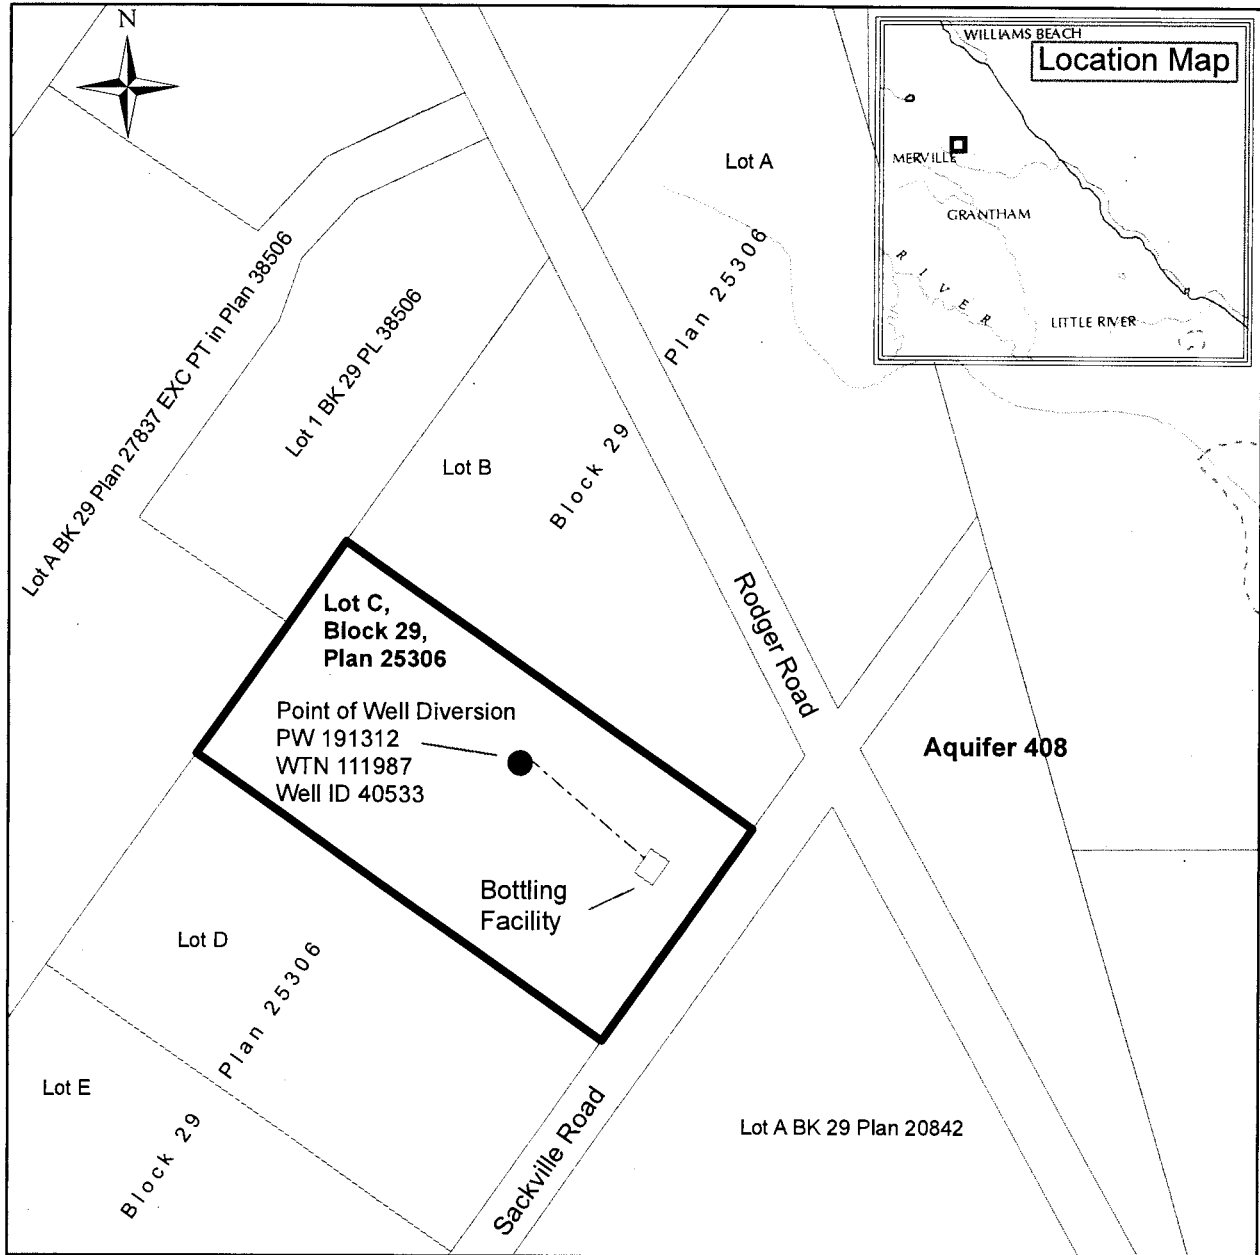 N
WILLIAMS BEACH
Location Map
MERVILLE
GRANTHAM
RIVER
LITTLE RIVER
Lot A
Plan 25306
Lot A BK 29 Plan 27837 EXC PT in Plan 38506
Lot 1 BK 29 PL 38506
Lot B
Block 29
Rodger Road
Lot C,
Block 29,
Plan 25306
Point of Well Diversion
PW 191312
WTN 111987
Well ID 40533
Aquifer 408
Bottling
Facility
Lot D
Plan 25306
Lot E
Block 29
Sackville Road
Lot A BK 29 Plan 20842